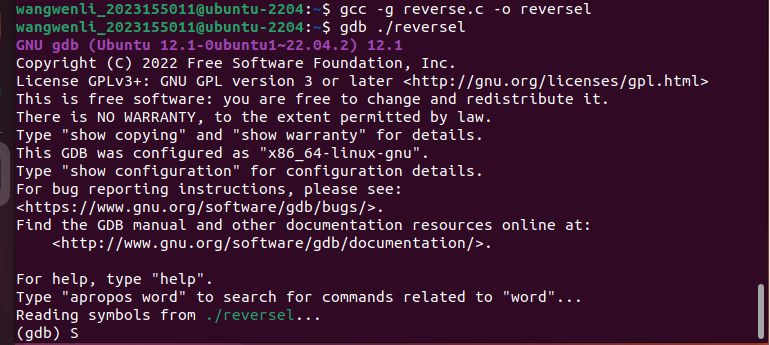 wangwenli_2023155011@ubuntu-2204:~$ gcc -g reverse.c -o reversel
wangwenli_2023155011@ubuntu-2204:~$ gdb ./reversel
GNU gdb (Ubuntu 12.1-0ubuntu1~22.04.2) 12.1
Copyright (C) 2022 Free Software Foundation, Inc.
License GPLv3+: GNU GPL version 3 or later <http://gnu.org/licenses/gpl.html>
This is free software: you are free to change and redistribute it.
There is NO WARRANTY, to the extent permitted by law.
Type "show copying" and "show warranty" for details.
This GDB was configured as "x86_64-linux-gnu".
Type "show configuration" for configuration details.
For bug reporting instructions, please see:
<https://www.gnu.org/software/gdb/bugs/>.
Find the GDB manual and other documentation resources online at:
    <http://www.gnu.org/software/gdb/documentation/>.

For help, type "help".
Type "apropos word" to search for commands related to "word"...
Reading symbols from ./reversel...
(gdb) S